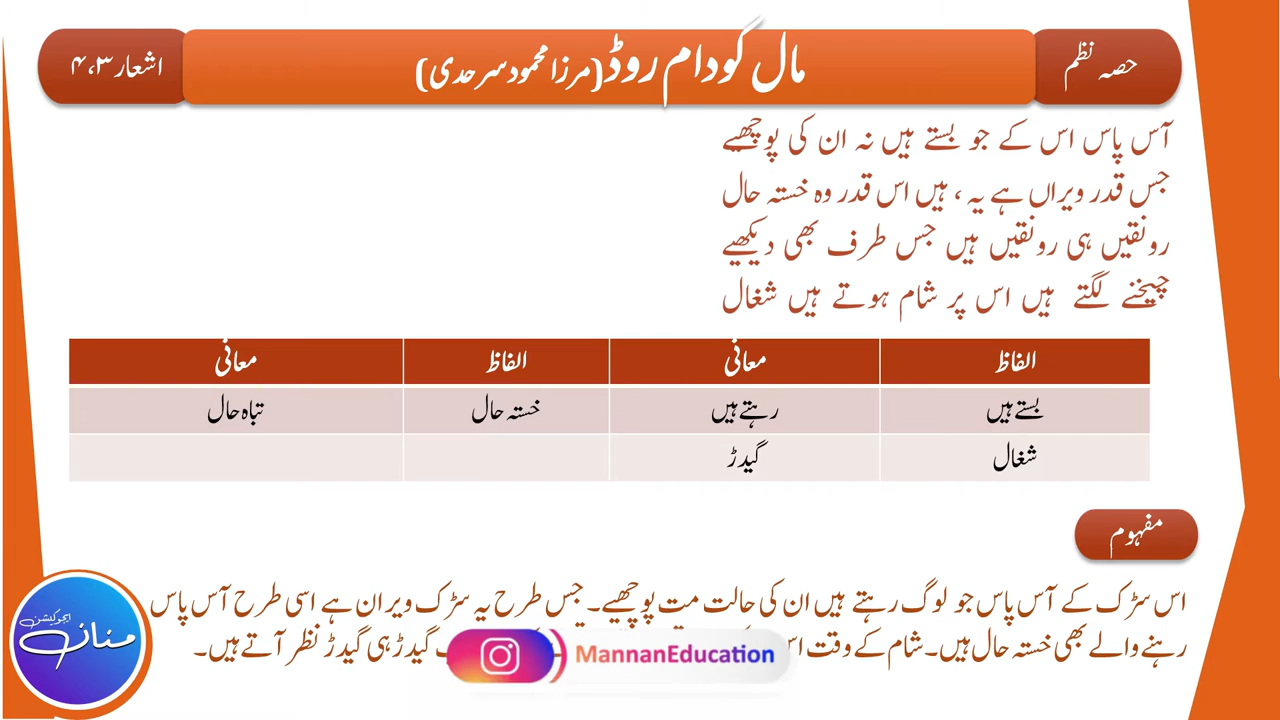 حصہ نظم
مال گودام روڈ (مرزا محمود سرحدی)
اشعار ۴،۳
آس پاس اس کے جو بستے ہیں نہ ان کی پوچھیے
جس قدر ویراں ہے یہ ، ہیں اس قدر وہ خستہ حال
رونقیں ہی رونقیں ہیں جس طرف بھی دیکھیے
چیخنے لگتے ہیں اس پر شام ہوتے ہیں شغال
الفاظ معانی الفاظ معانی
بستے ہیں رہتے ہیں خستہ حال تباہ حال
شغال گیدڑ
مفہوم
اس سڑک کے آس پاس جو لوگ رہتے ہیں ان کی حالت مت پوچھیے۔ جس طرح یہ سڑک ویران ہے اسی طرح آس پاس
رہنے والے بھی خستہ حال ہیں۔ شام کے وقت اس گیدڑ ہی گیدڑ نظر آتے ہیں۔
MannanEducation
منان ایجوکیشن